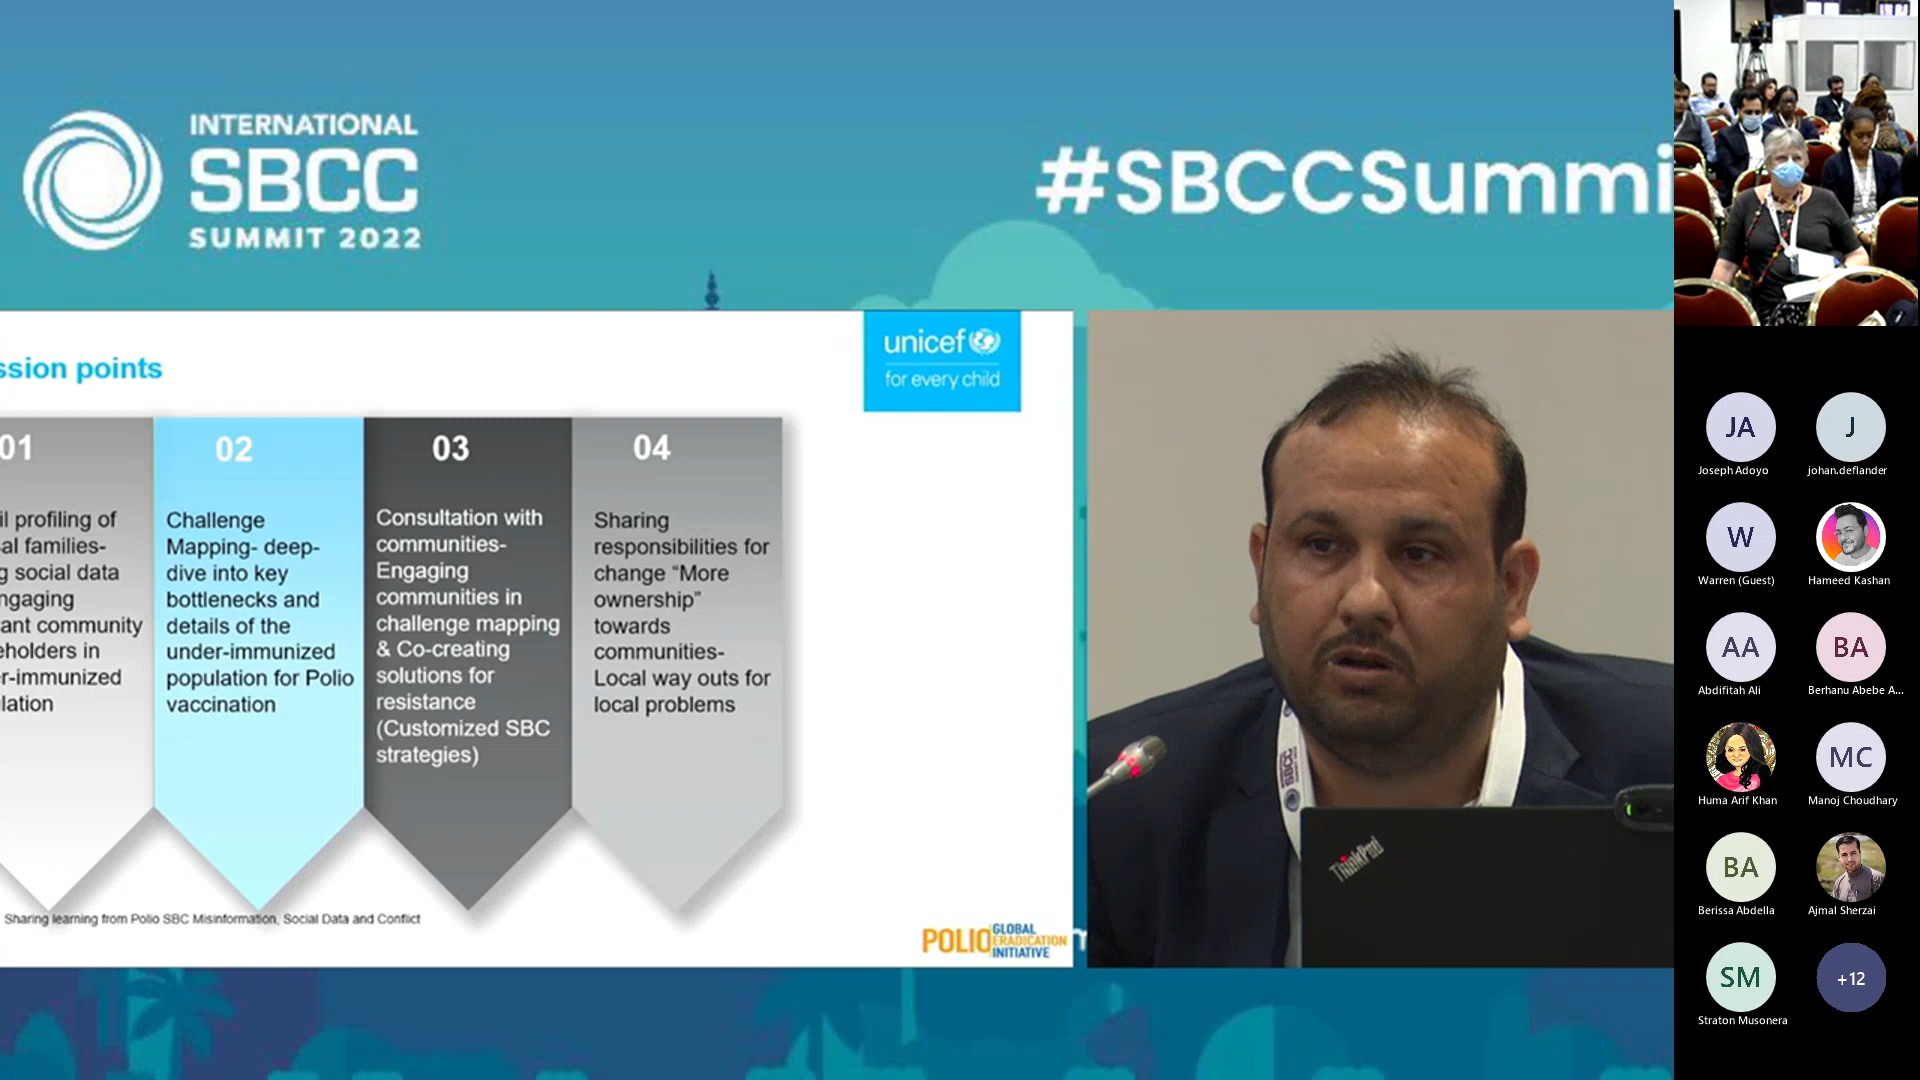 INTERNATIONAL
SBCC
SUMMIT 2022
#SBCCSummi
ssion points
unicef
for every child
01
il profiling of
al families-
g social data
ngaging
ant community
eholders in
r-immunized
lation
02
Challenge
Mapping- deep-
dive into key
bottlenecks and
details of the
under-immunized
population for Polio
vaccination
03
Consultation with
communities-
Engaging
communities in
challenge mapping
& Co-creating
solutions for
resistance
(Customized SBC
strategies)
04
Sharing
responsibilities for
change “More
ownership”
towards
communities-
Local way outs for
local problems
Sharing learning from Polio SBC Misinformation, Social Data and Conflict
POLIO GLOBAL
ERADICATION
INITIATIVE
SBCC
ThinkPad
JA
Joseph Adoyo
J
johan.deflander
W
Warren (Guest)
Hameed Kashan
AA
Abdifitah Ali
BA
Berhanu Abebe A...
Huma Arif Khan
MC
Manoj Choudhary
BA
Berissa Abdella
Ajmal Sherzai
SM
Straton Musonera
+12